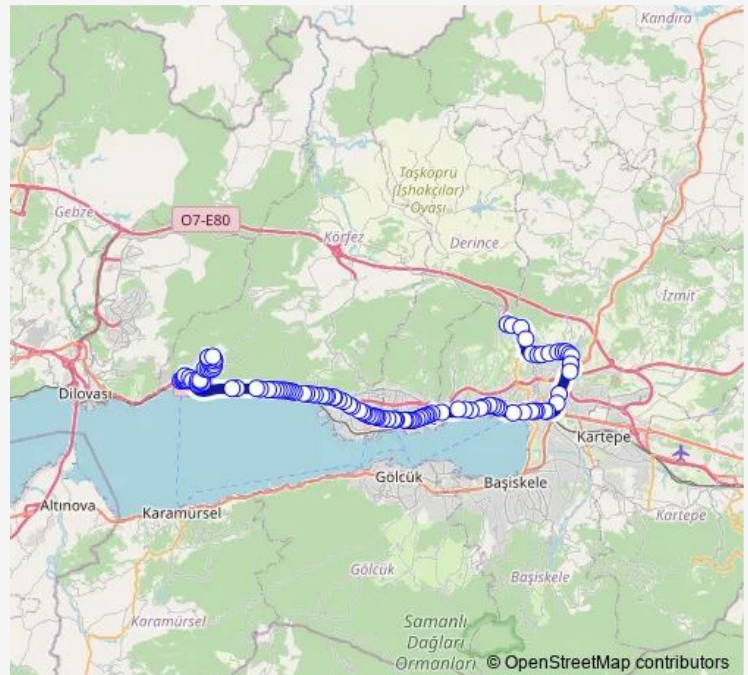 Kandıra
Taşköprü
(İshakçılar)
Ovası
O7-E80
Gebze
Körfez
Derince
İzmit
Dilovası
Kartepe
Gölcük
Başiskele
Altınova
Karamürsel
Kartepe
Gölcük
Başiskele
Karamürsel
Samanlı
Dağları
Ormanları
© OpenStreetMap contributors